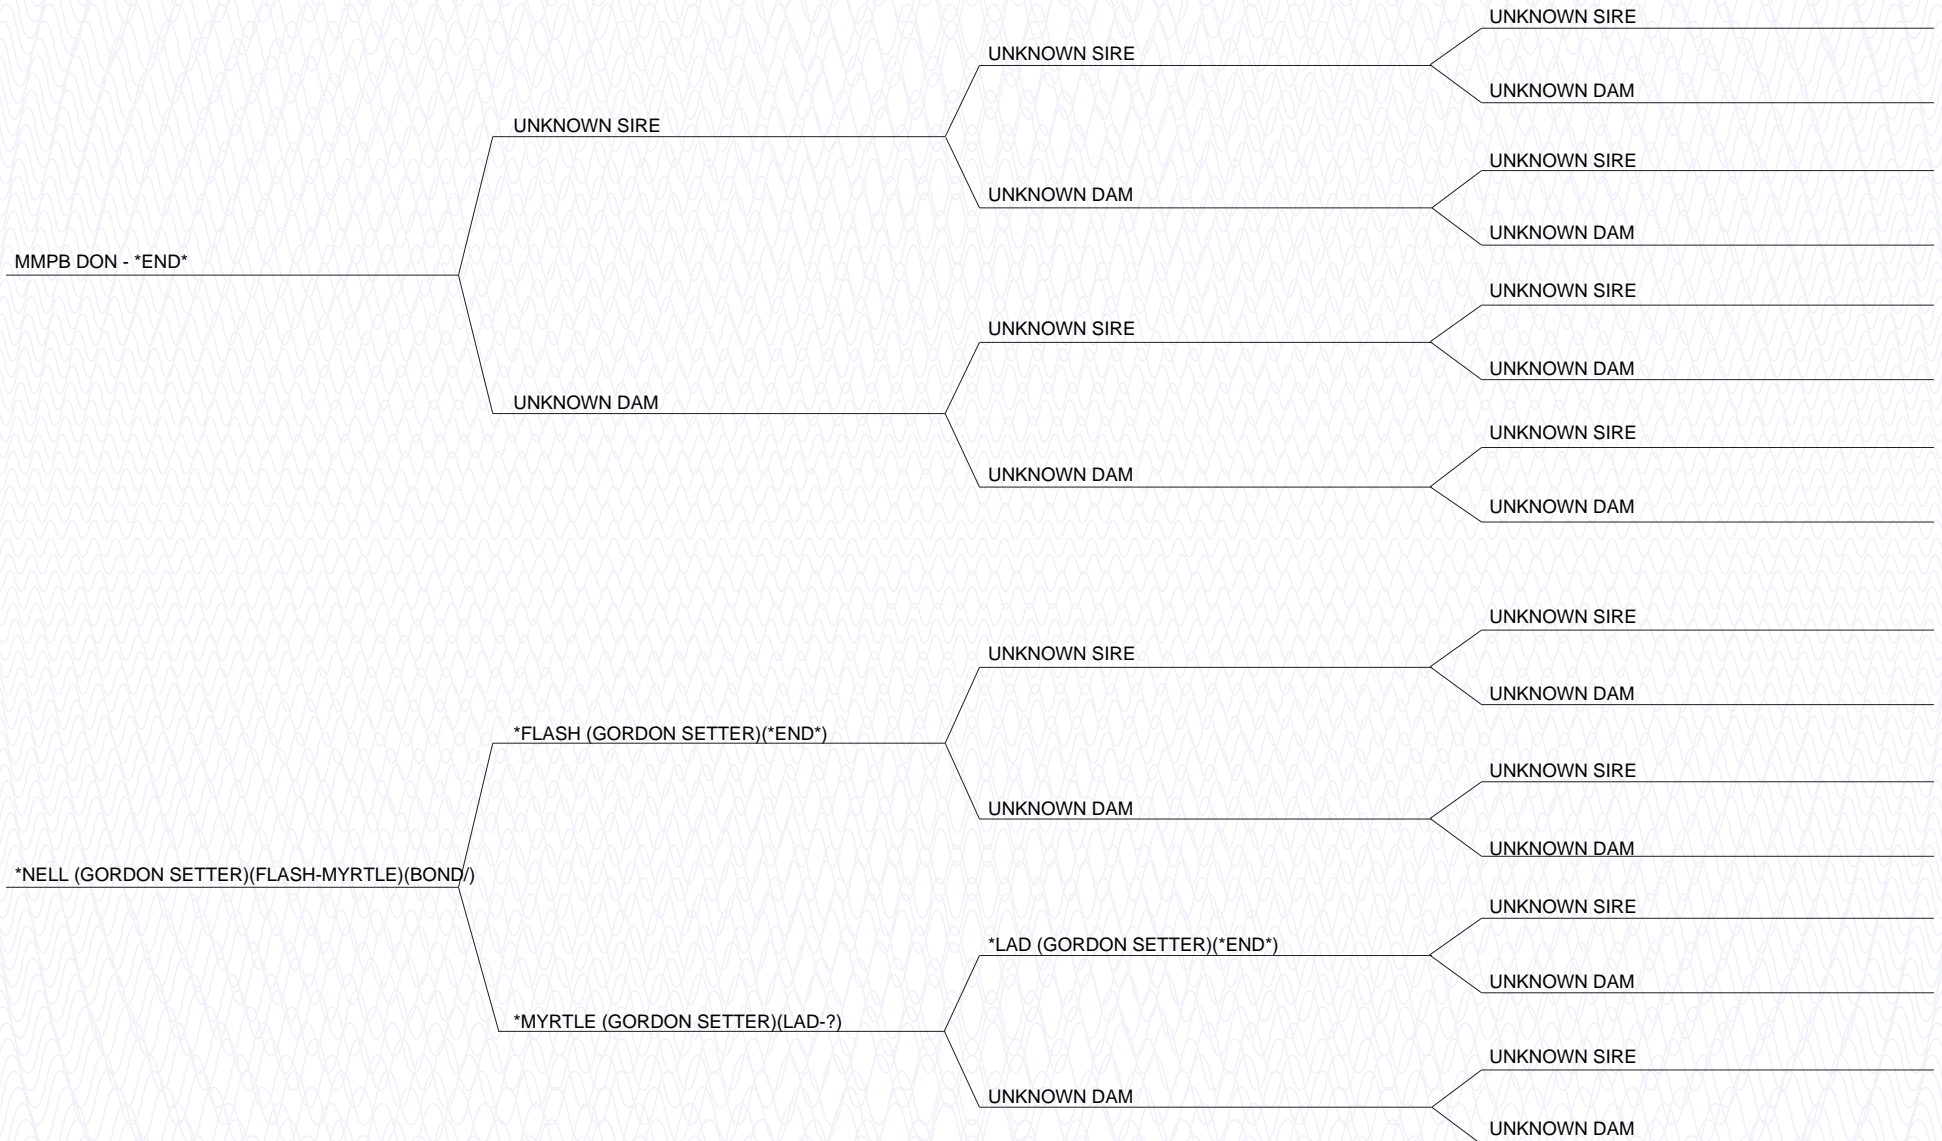 UNKNOWN SIRE
UNKNOWN SIRE
UNKNOWN DAM
UNKNOWN SIRE
UNKNOWN SIRE
UNKNOWN DAM
UNKNOWN DAM
MMPB DON - *END*
UNKNOWN SIRE
UNKNOWN SIRE
UNKNOWN DAM
UNKNOWN DAM
UNKNOWN SIRE
UNKNOWN DAM
UNKNOWN DAM
UNKNOWN SIRE
UNKNOWN SIRE
UNKNOWN DAM
*FLASH (GORDON SETTER)(*END*)
UNKNOWN SIRE
UNKNOWN DAM
UNKNOWN DAM
*NELL (GORDON SETTER)(FLASH-MYRTLE)(BOND/)
UNKNOWN SIRE
*LAD (GORDON SETTER)(*END*)
UNKNOWN DAM
*MYRTLE (GORDON SETTER)(LAD-?)
UNKNOWN SIRE
UNKNOWN DAM
UNKNOWN DAM